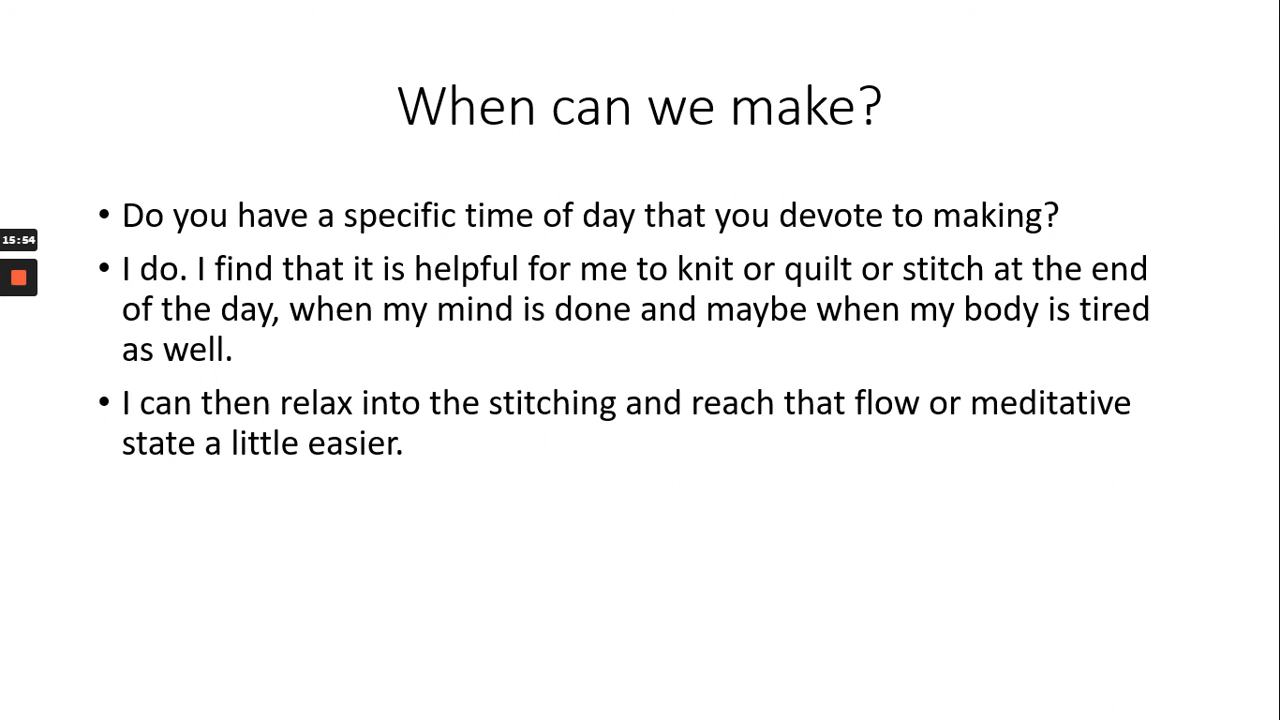 When can we make?
• Do you have a specific time of day that you devote to making?
15:54
• I do. I find that it is helpful for me to knit or quilt or stitch at the end
of the day, when my mind is done and maybe when my body is tired
as well.
• I can then relax into the stitching and reach that flow or meditative
state a little easier.